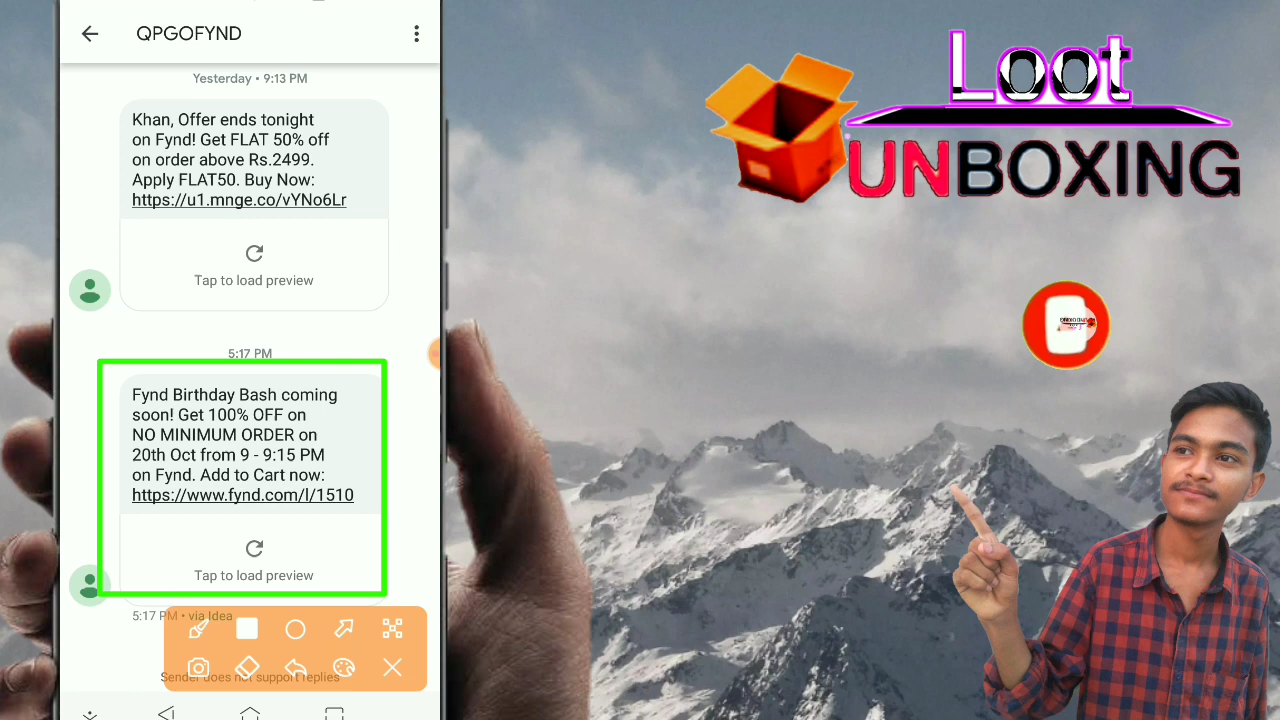 QPGOFYND
Yesterday • 9:13 PM
Khan, Offer ends tonight
on Fynd! Get FLAT 50% off
on order above Rs.2499.
Apply FLAT50. Buy Now:
https://u1.mnge.co/vYNo6Lr
Tap to load preview
5:17 PM
Fynd Birthday Bash coming
soon! Get 100% OFF on
NO MINIMUM ORDER on
20th Oct from 9 - 9:15 PM
on Fynd. Add to Cart now:
https://www.fynd.com/l/1510
Tap to load preview
5:17 PM • via Idea
Sender does not support replies
Loot
UNBOXING